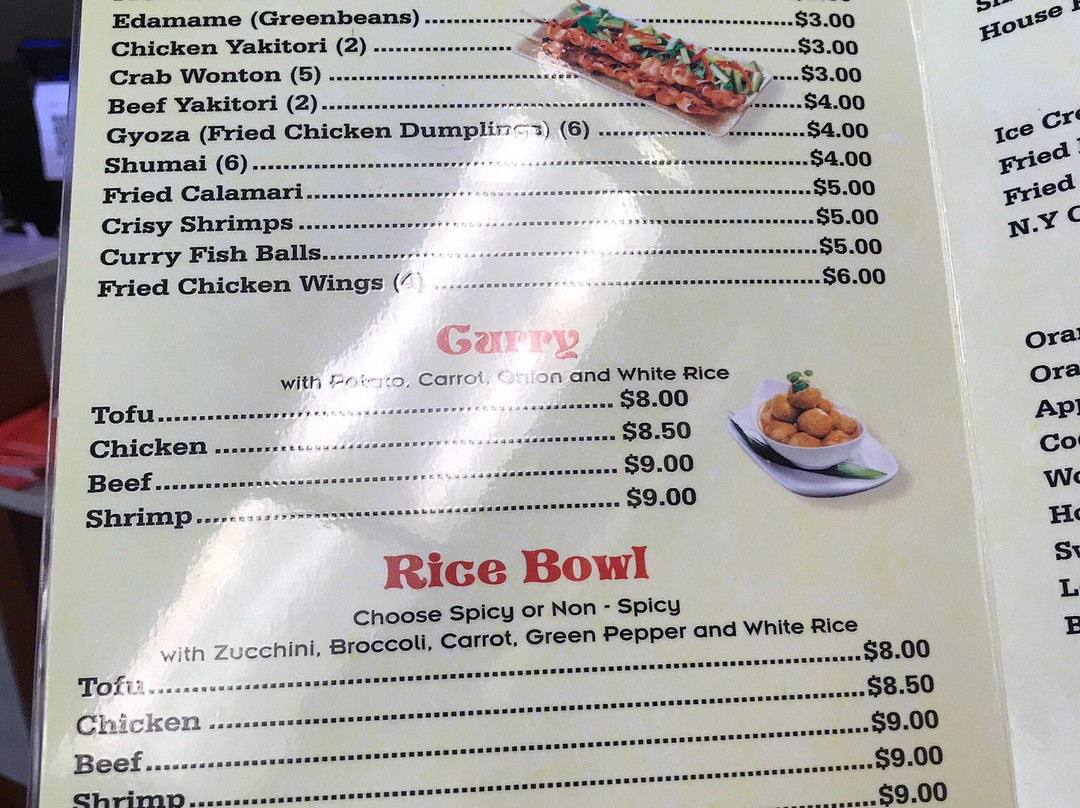 Edamame (Greenbeans) $3.00
Chicken Yakitori (2) $3.00
Crab Wonton (5) $3.00
Beef Yakitori (2) $4.00
Gyoza (Fried Chicken Dumplings) (6) $4.00
Shumai (6) $4.00
Fried Calamari $5.00
Crisy Shrimps $5.00
Curry Fish Balls $5.00
Fried Chicken Wings (4) $6.00
Curry
with Potato, Carrot, Onion and White Rice
Tofu $8.00
Chicken $8.50
Beef $9.00
Shrimp $9.00
Rice Bowl
Choose Spicy or Non - Spicy
with Zucchini, Broccoli, Carrot, Green Pepper and White Rice
Tofu $8.00
Chicken $8.50
Beef $9.00
Shrimp $9.00
$9.00
House
Ice
Fried
Fried
N.Y